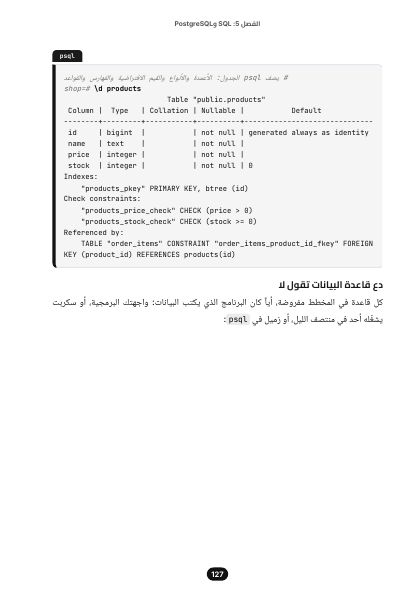 الفصل 5: SQL وPostgreSQL
psql
# يصف psql الجدول: الأعمدة والأنواع والقيم الافتراضية والفهارس والقواعد
shop=# \d products
Table "public.products"
Column | Type | Collation | Nullable | Default
--------+---------+-----------+----------+------------------------------
id | bigint | | not null | generated always as identity
name | text | | not null |
price | integer | | not null |
stock | integer | | not null | 0
Indexes:
"products_pkey" PRIMARY KEY, btree (id)
Check constraints:
"products_price_check" CHECK (price > 0)
"products_stock_check" CHECK (stock >= 0)
Referenced by:
TABLE "order_items" CONSTRAINT "order_items_product_id_fkey" FOREIGN
KEY (product_id) REFERENCES products(id)
دع قاعدة البيانات تقول لا
كل قاعدة في المخطط مفروضة، أياً كان البرنامج الذي يكتب البيانات: واجهتك البرمجية، أو سكربت
يشغّله أحد في منتصف الليل، أو زميل في psql:
127